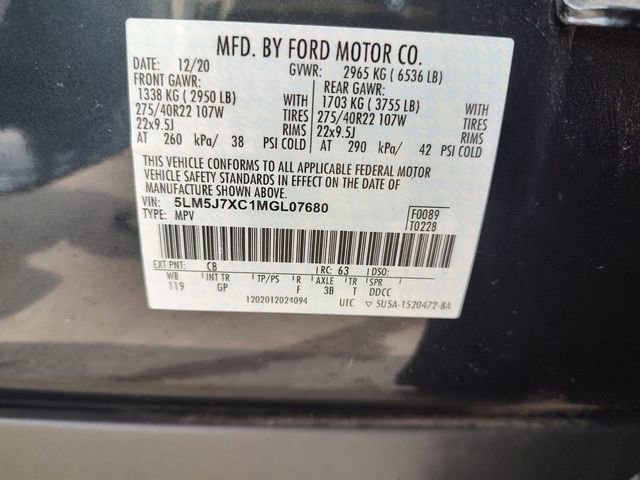 MFD. BY FORD MOTOR CO.
DATE: 12/20 GVWR: 2965 KG ( 6536 LB)
FRONT GAWR: REAR GAWR:
1338 KG ( 2950 LB) WITH 1703 KG ( 3755 LB) WITH
275/40R22 107W TIRES 275/40R22 107W TIRES
22x9.5J RIMS 22x9.5J RIMS
AT 260 kPa/ 38 PSI COLD AT 290 kPa/ 42 PSI COLD
THIS VEHICLE CONFORMS TO ALL APPLICABLE FEDERAL MOTOR
VEHICLE SAFETY STANDARDS IN EFFECT ON THE DATE OF
MANUFACTURE SHOWN ABOVE.
VIN: 5LM5J7XC1MGL07680 F0089
TYPE: MPV T0228
EXT PNT: C8 RC: 63 DSO:
WB INT TR TP/PS R AXLE TR SPR
119 GP F 3B T DDCC
1202012024094 UTC ▽ 5U5A-1520472-BA